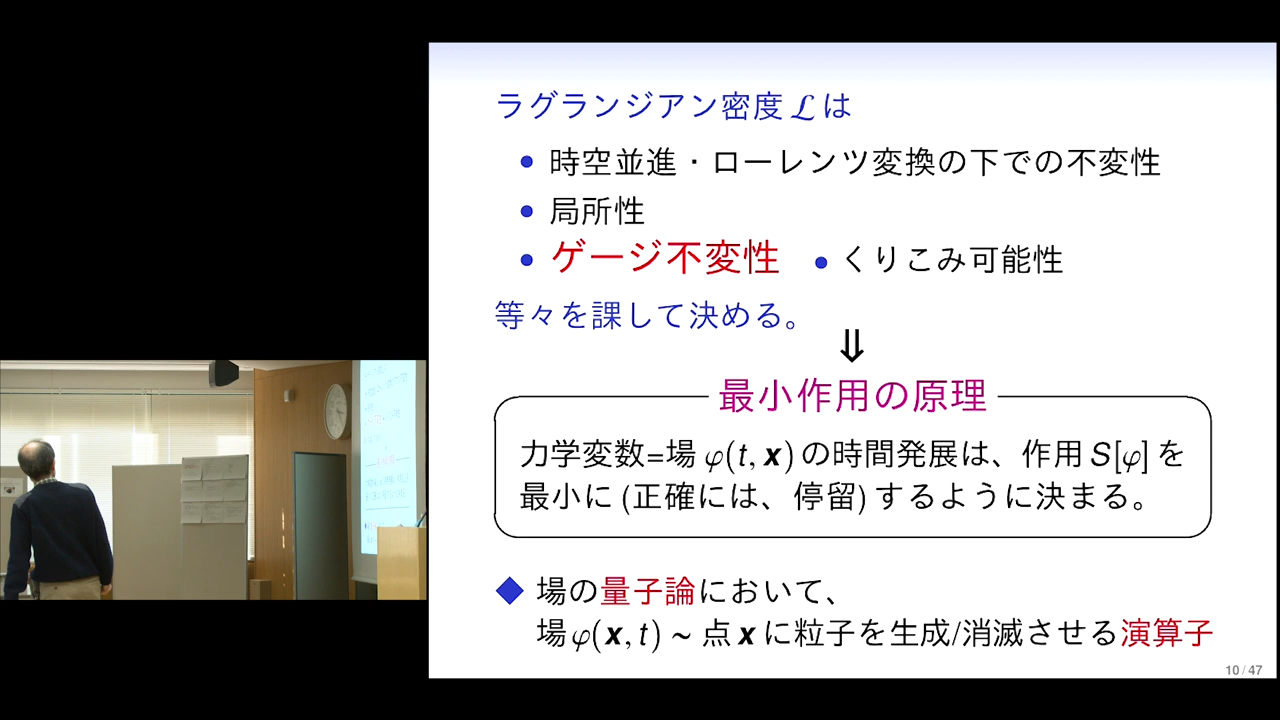 ラグランジアン密度 ℒ は
• 時空並進・ローレンツ変換の下での不変性
• 局所性
• ゲージ不変性 • くりこみ可能性
等々を課して決める。
⇓
最小作用の原理
力学変数=場 φ(t, x) の時間発展は、作用 S[φ] を
最小に (正確には、停留) するように決まる。
◆ 場の量子論において、
場 φ(x, t) ~ 点 x に粒子を生成/消滅させる演算子
10 / 47